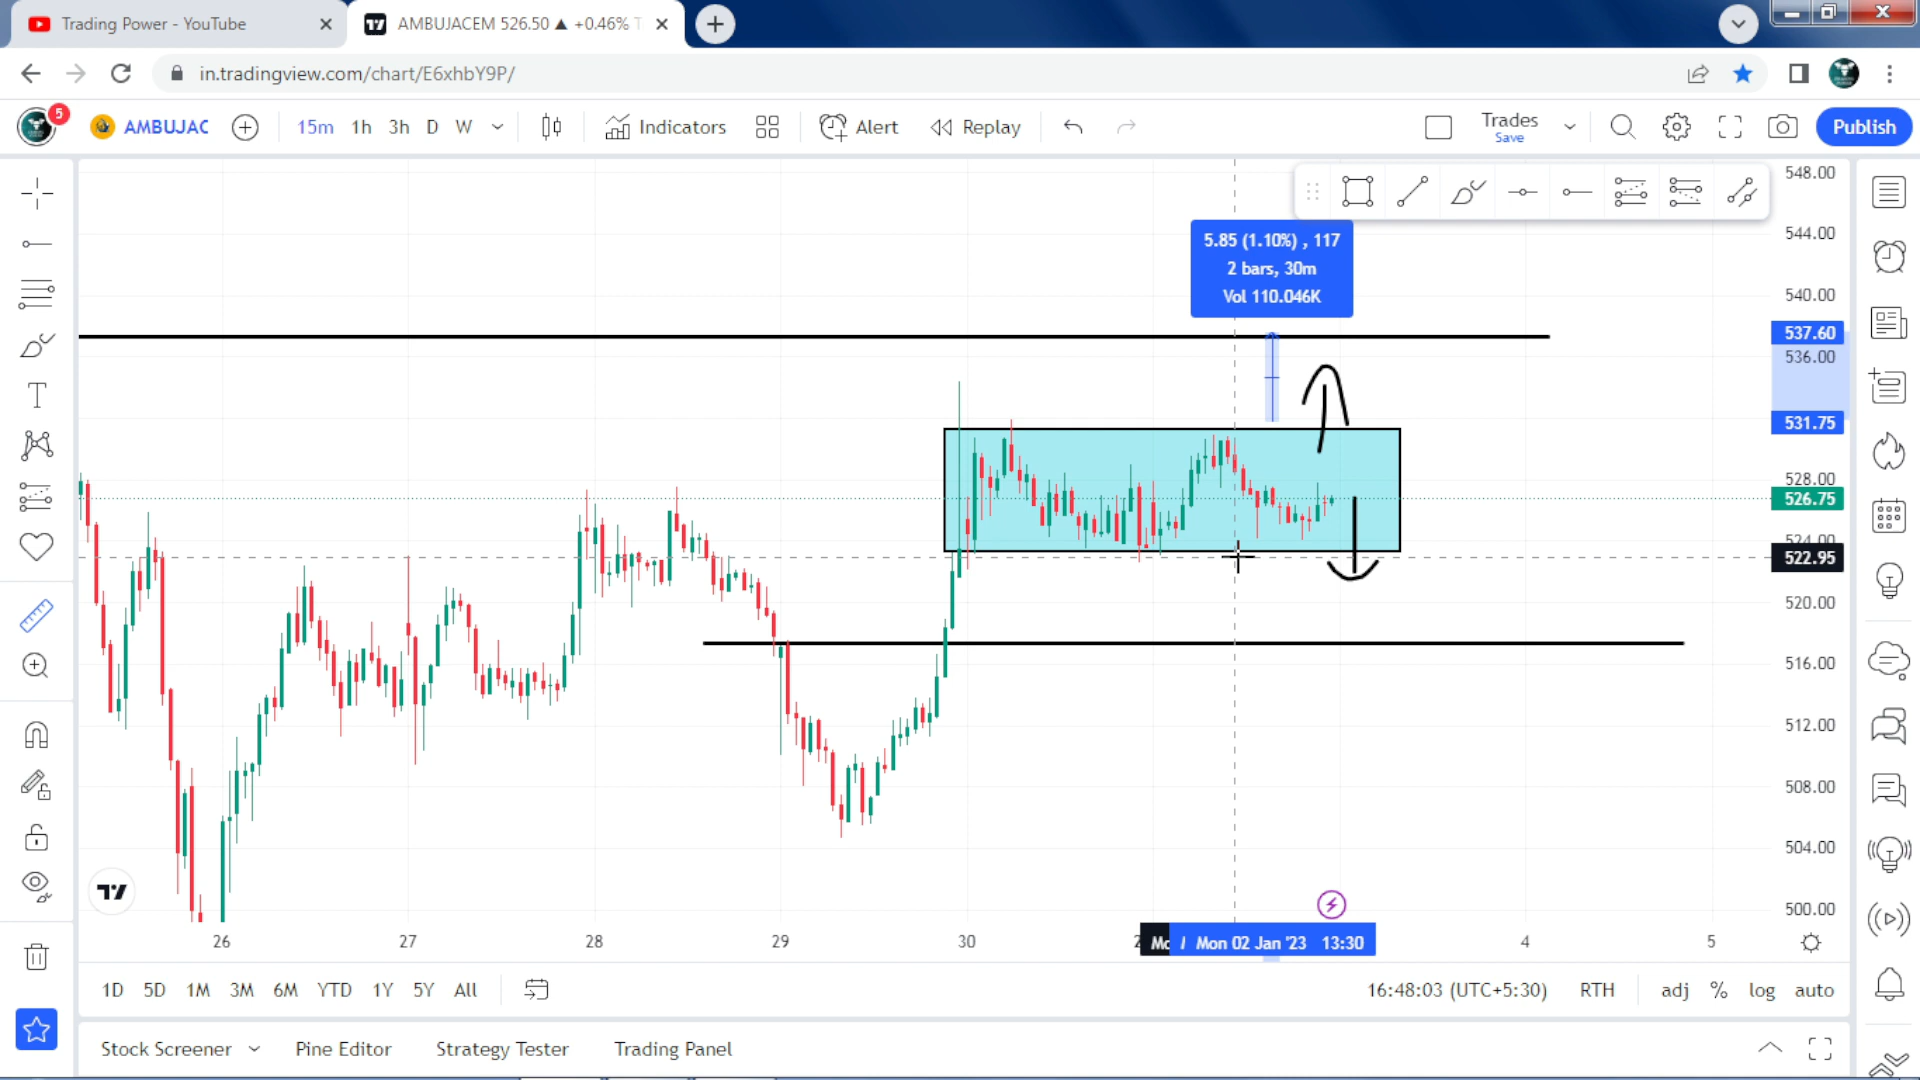 Trading Power - YouTube
AMBUJACEM 526.50 ▲ +0.46% T
in.tradingview.com/chart/E6xhbY9P/
5
AMBUJAC
15m 1h 3h D W
Indicators
Alert
Replay
Trades
Save
Publish
5.85 (1.10%) , 117
2 bars, 30m
Vol 110.046K
548.00
544.00
540.00
537.60
536.00
531.75
528.00
526.75
524.00
522.95
520.00
516.00
512.00
508.00
504.00
500.00
26 27 28 29 30 Mon 02 Jan '23 13:30 4 5
1D 5D 1M 3M 6M YTD 1Y 5Y All
16:48:03 (UTC+5:30) RTH adj % log auto
Stock Screener Pine Editor Strategy Tester Trading Panel